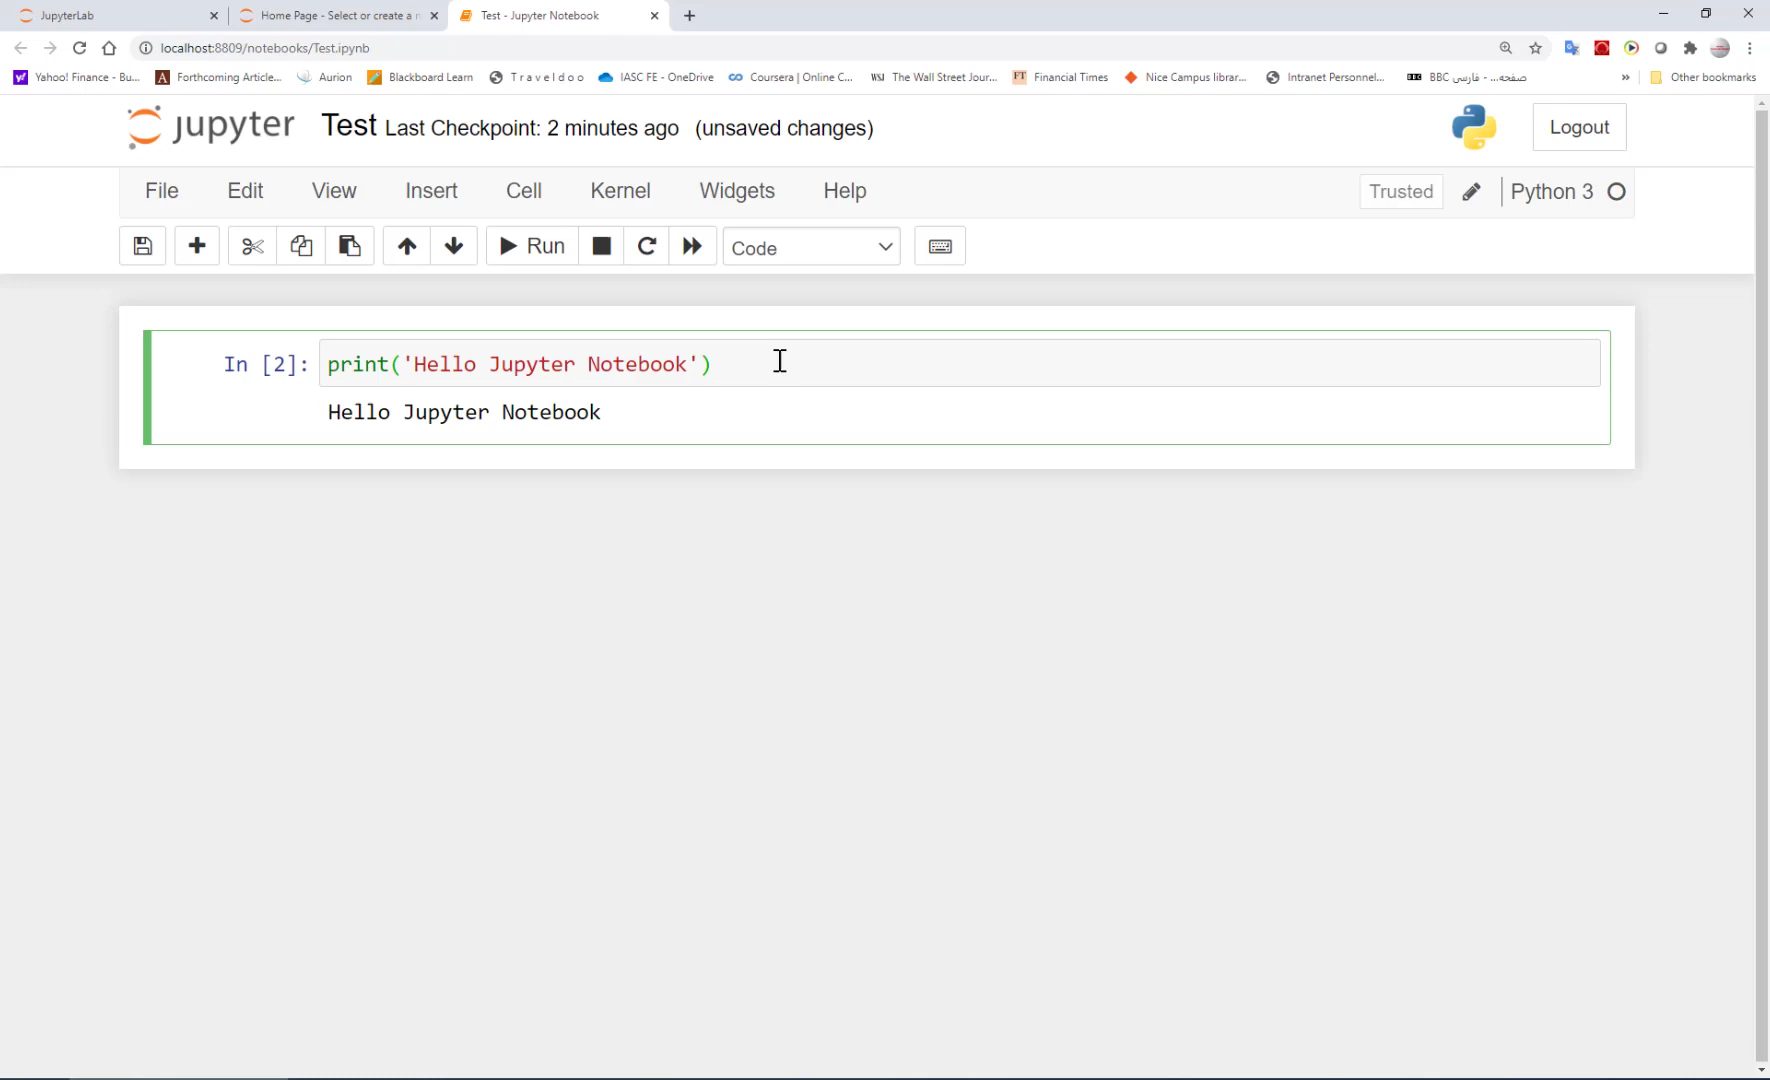 JupyterLab
Home Page - Select or create a n
Test - Jupyter Notebook
localhost:8809/notebooks/Test.ipynb
Yahoo! Finance - Bu...
Forthcoming Article...
Aurion
Blackboard Learn
T r a v e l d o o
IASC FE - OneDrive
Coursera | Online C...
WSJ The Wall Street Jour...
FT Financial Times
Nice Campus librar...
Intranet Personnel...
BBC صفحه... - فارسی BBC
» Other bookmarks
jupyter Test Last Checkpoint: 2 minutes ago (unsaved changes)
Logout
File Edit View Insert Cell Kernel Widgets Help
Trusted Python 3
Run Code
In [2]: print('Hello Jupyter Notebook')
Hello Jupyter Notebook